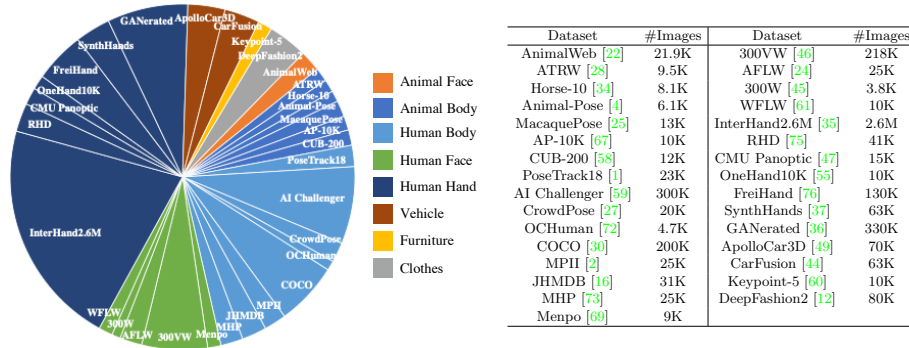 GANerated
ApolloCar3D
CarFusion
Keypoint-5
DeepFashion2
AnimalWeb
ATRW
Horse-10
Animal-Pose
MacaquePose
AP-10K
CUB-200
PoseTrack18
AI Challenger
CrowdPose
OCHuman
COCO
MPII
JHMDB
MHP
Menpo
300VW
AFLW
300W
WFLW
InterHand2.6M
RHD
CMU Panoptic
OneHand10K
FreiHand
SynthHands
Animal Face
Animal Body
Human Body
Human Face
Human Hand
Vehicle
Furniture
Clothes
Dataset #Images Dataset #Images
AnimalWeb [22] 21.9K 300VW [46] 218K
ATRW [28] 9.5K AFLW [24] 25K
Horse-10 [34] 8.1K 300W [45] 3.8K
Animal-Pose [4] 6.1K WFLW [61] 10K
MacaquePose [25] 13K InterHand2.6M [35] 2.6M
AP-10K [67] 10K RHD [75] 41K
CUB-200 [58] 12K CMU Panoptic [47] 15K
PoseTrack18 [1] 23K OneHand10K [55] 10K
AI Challenger [59] 300K FreiHand [76] 130K
CrowdPose [27] 20K SynthHands [37] 63K
OCHuman [72] 4.7K GANerated [36] 330K
COCO [30] 200K ApolloCar3D [49] 70K
MPII [2] 25K CarFusion [44] 63K
JHMDB [16] 31K Keypoint-5 [60] 10K
MHP [73] 25K DeepFashion2 [12] 80K
Menpo [69] 9K